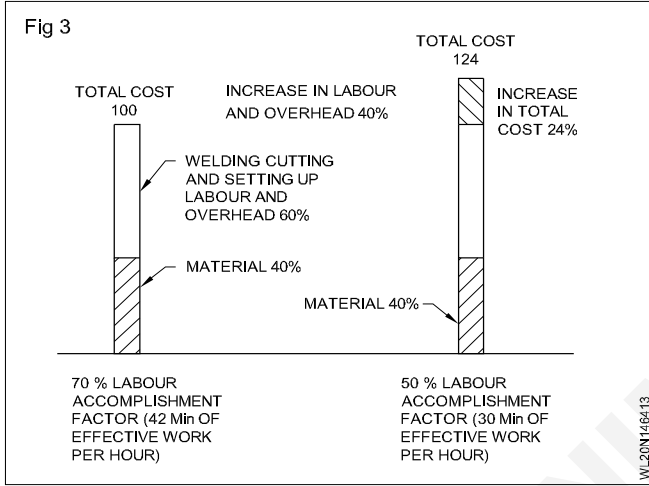 Fig 3
TOTAL COST
124
TOTAL COST
100
INCREASE IN LABOUR
AND OVERHEAD 40%
INCREASE
IN TOTAL
COST 24%
WELDING CUTTING
AND SETTING UP
LABOUR AND
OVERHEAD 60%
MATERIAL 40%
MATERIAL 40%
70 % LABOUR
ACCOMPLISHMENT
FACTOR (42 Min OF
EFFECTIVE WORK
PER HOUR)
50 % LABOUR
ACCOMPLISHMENT
FACTOR (30 Min OF
EFFECTIVE WORK
PER HOUR)
WL20N146413